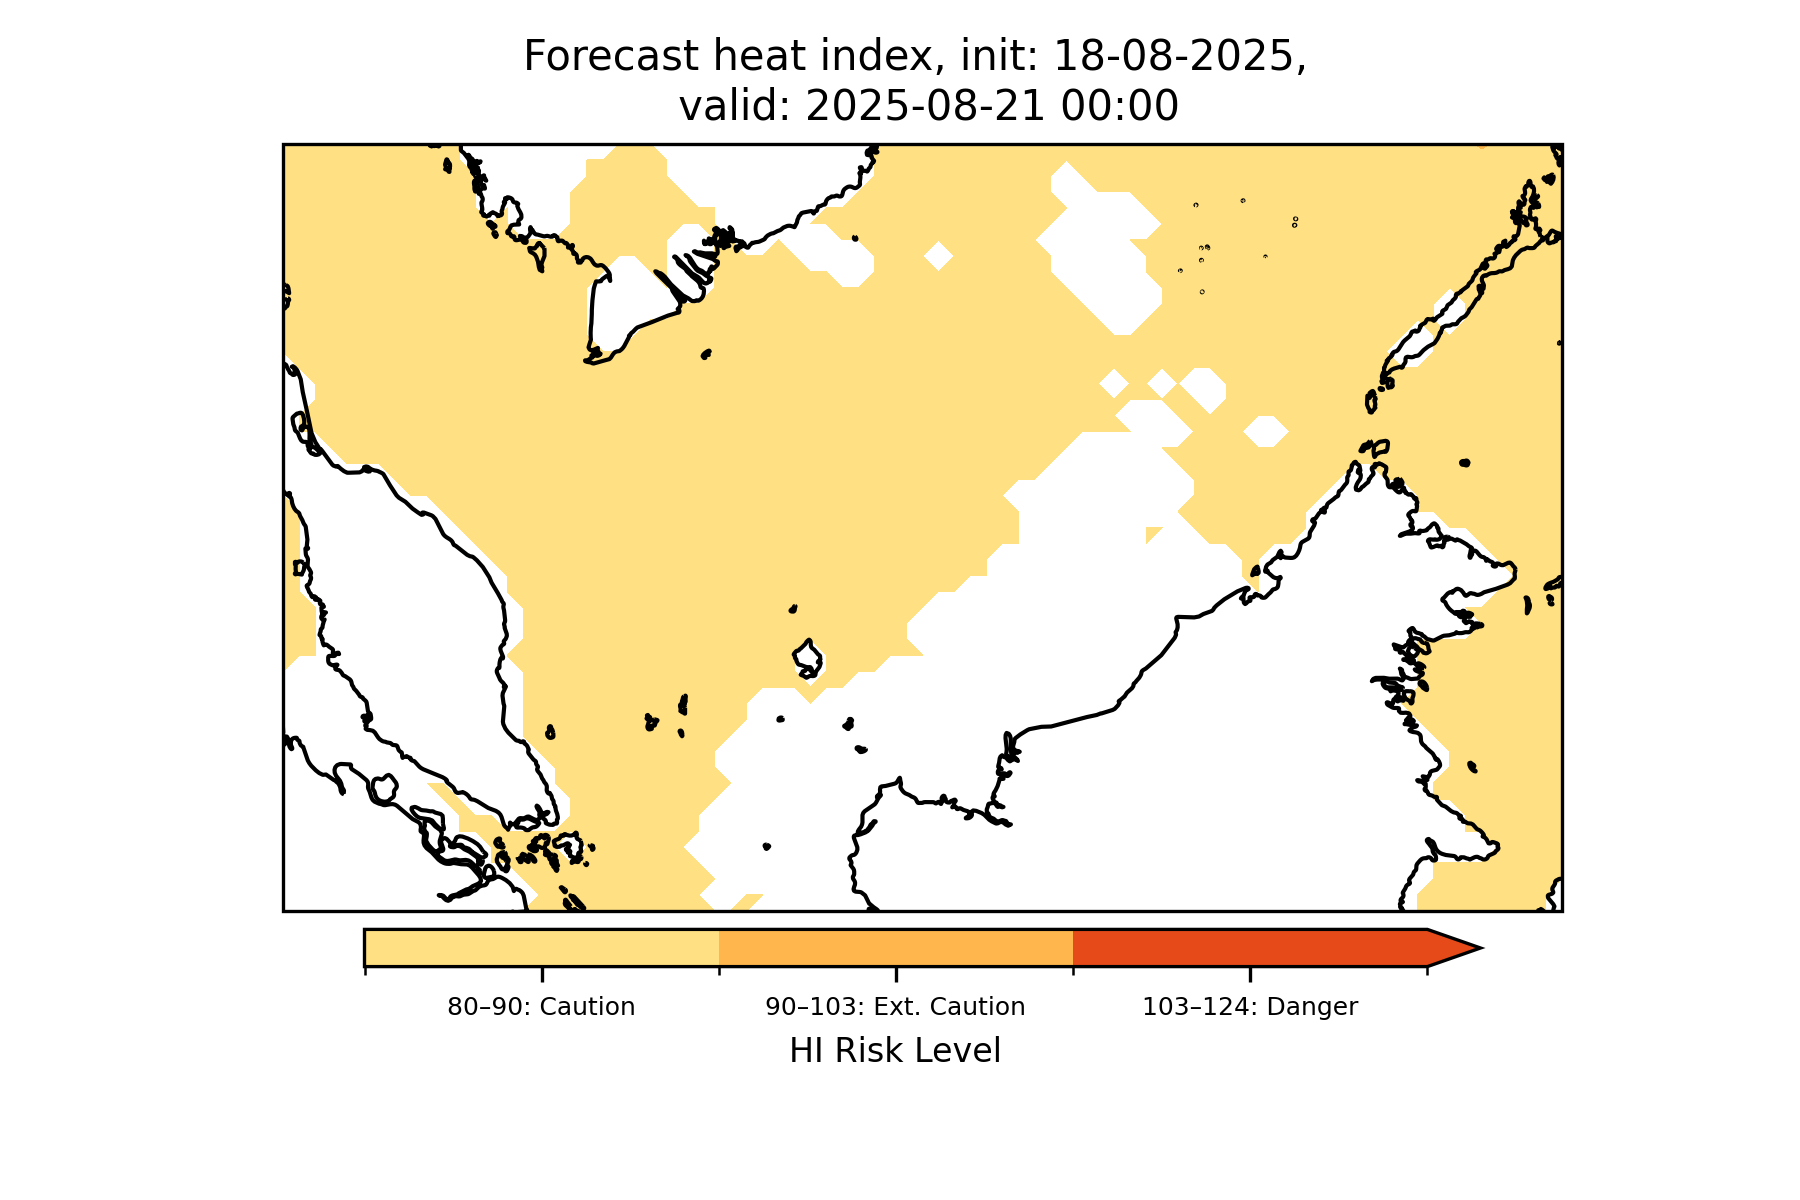 Forecast heat index, init: 18-08-2025,
valid: 2025-08-21 00:00
80–90: Caution
90–103: Ext. Caution
103–124: Danger
HI Risk Level